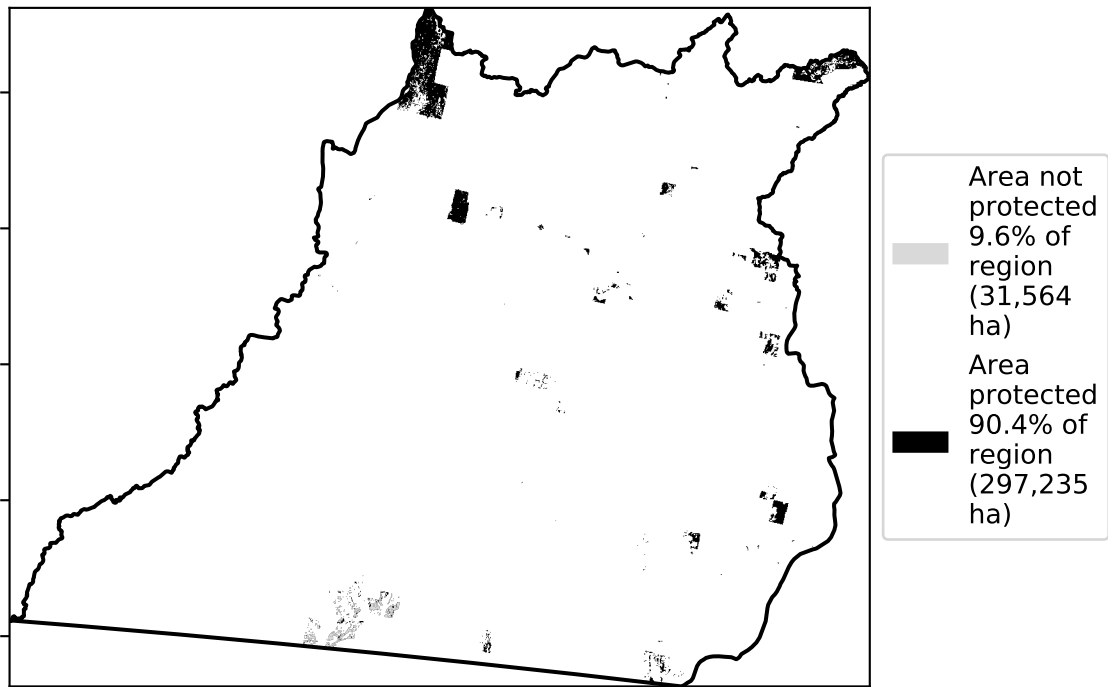 Area not
protected
9.6% of
region
(31,564
ha)
Area
protected
90.4% of
region
(297,235
ha)